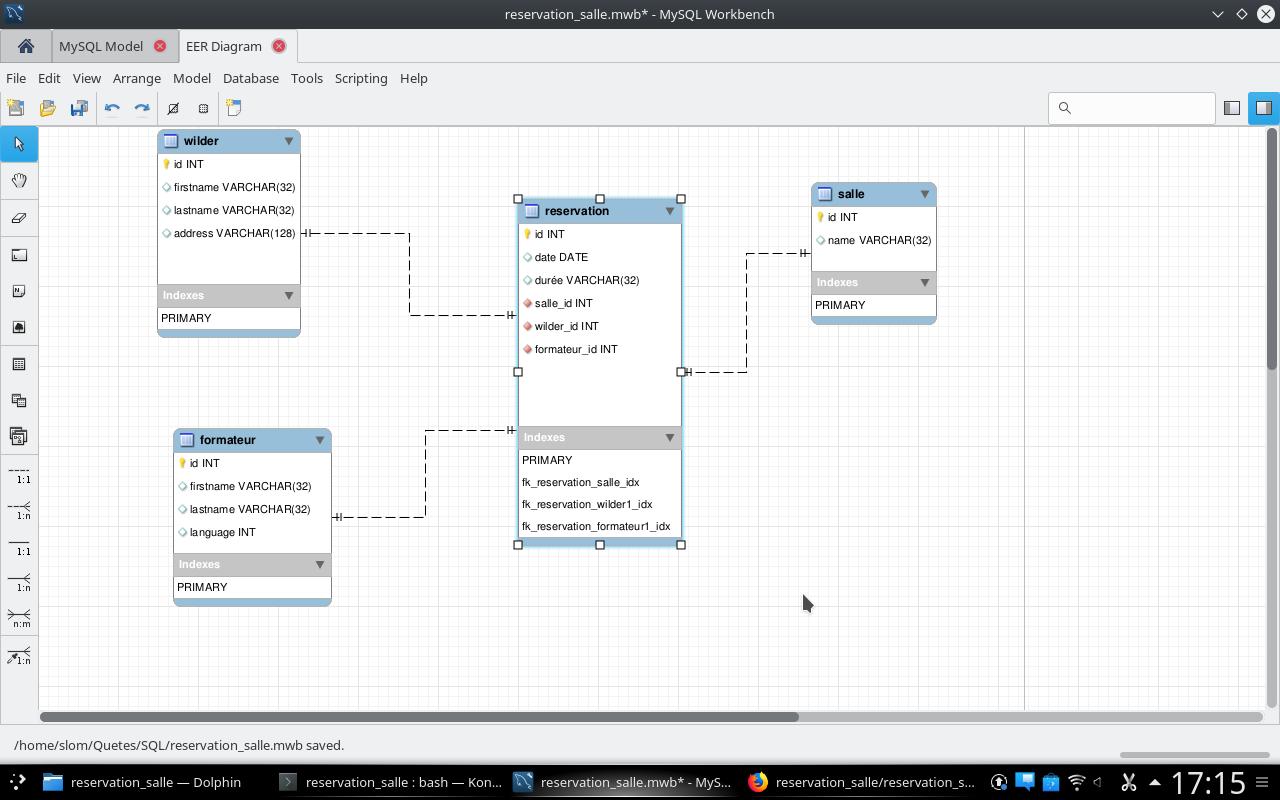 reservation_salle.mwb* - MySQL Workbench
MySQL Model
EER Diagram
File Edit View Arrange Model Database Tools Scripting Help
wilder
id INT
firstname VARCHAR(32)
lastname VARCHAR(32)
address VARCHAR(128)
Indexes
PRIMARY
reservation
id INT
date DATE
durée VARCHAR(32)
salle_id INT
wilder_id INT
formateur_id INT
Indexes
PRIMARY
fk_reservation_salle_idx
fk_reservation_wilder1_idx
fk_reservation_formateur1_idx
salle
id INT
name VARCHAR(32)
Indexes
PRIMARY
formateur
id INT
firstname VARCHAR(32)
lastname VARCHAR(32)
language INT
Indexes
PRIMARY
1:1
1:n
1:1
1:n
n:m
1:n
/home/slom/Quetes/SQL/reservation_salle.mwb saved.
reservation_salle — Dolphin
reservation_salle : bash — Kon...
reservation_salle.mwb* - MyS...
reservation_salle/reservation_s...
17:15